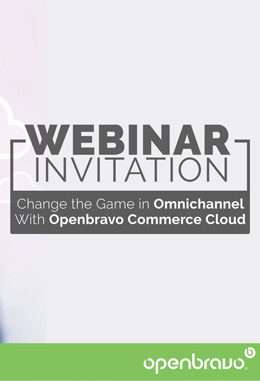 WEBINAR
INVITATION
Change the Game in Omnichannel
With Openbravo Commerce Cloud
openbravo b